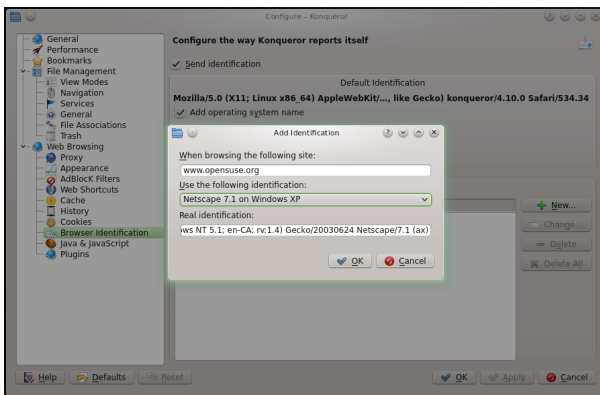 Configure – Konqueror
General
Performance
Bookmarks
File Management
View Modes
Navigation
Services
General
File Associations
Trash
Web Browsing
Proxy
Appearance
AdBlocK Filters
Web Shortcuts
Cache
History
Cookies
Browser Identification
Java & JavaScript
Plugins
Configure the way Konqueror reports itself
Send identification
Default Identification
Mozilla/5.0 (X11; Linux x86_64) AppleWebKit/..., like Gecko) konqueror/4.10.0 Safari/534.34
Add operating system name
Add Identification
When browsing the following site:
www.opensuse.org
Use the following identification:
Netscape 7.1 on Windows XP
Real identification:
ows NT 5.1; en-CA; rv:1.4) Gecko/20030624 Netscape/7.1 (ax)
OK Cancel
New...
Change...
Delete
Delete All
Help Defaults Reset OK Apply Cancel